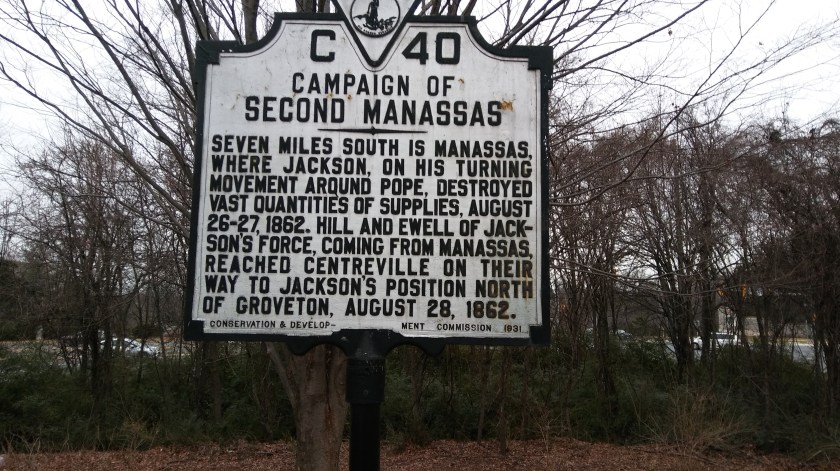 C 40
CAMPAIGN OF
SECOND MANASSAS
SEVEN MILES SOUTH IS MANASSAS,
WHERE JACKSON, ON HIS TURNING
MOVEMENT AROUND POPE, DESTROYED
VAST QUANTITIES OF SUPPLIES, AUGUST
26-27, 1862. HILL AND EWELL OF JACK-
SON'S FORCE, COMING FROM MANASSAS,
REACHED CENTREVILLE ON THEIR
WAY TO JACKSON'S POSITION NORTH
OF GROVETON, AUGUST 28, 1862.
CONSERVATION & DEVELOP- MENT COMMISSION 1931